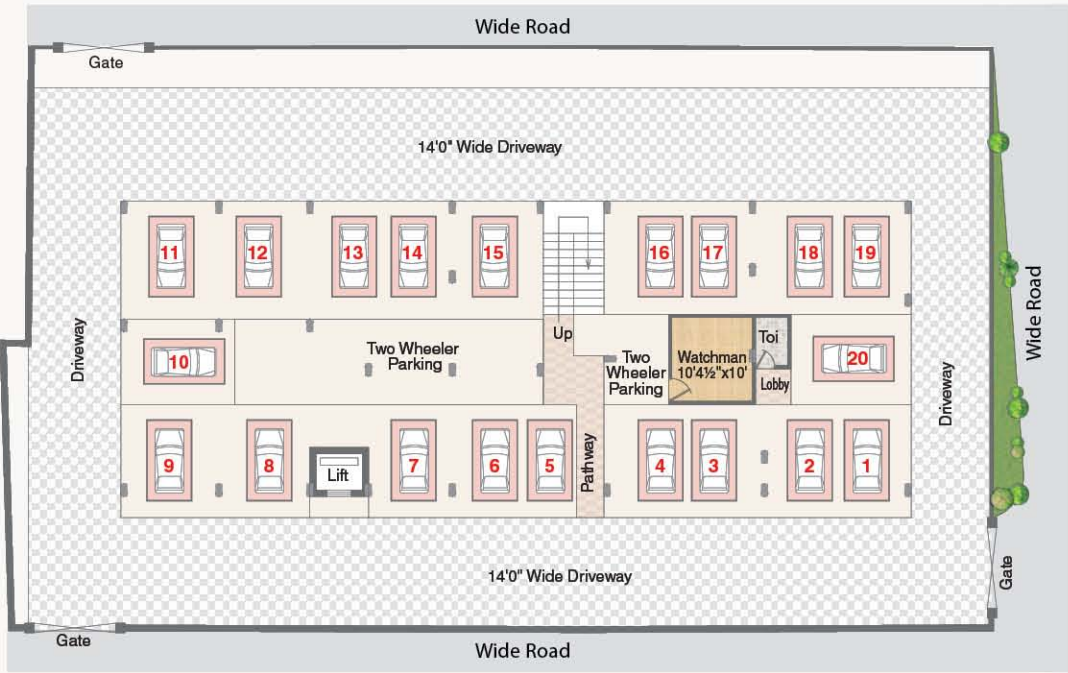 Wide Road
Gate
14'0" Wide Driveway
11
12
13
14
15
16
17
18
19
Driveway
10
Two Wheeler
Parking
Up
Two
Wheeler
Parking
Watchman
10'4½"x10'
Toi
Lobby
20
Driveway
Wide Road
9
8
Lift
7
6
5
Pathway
4
3
2
1
14'0" Wide Driveway
Gate
Gate
Wide Road